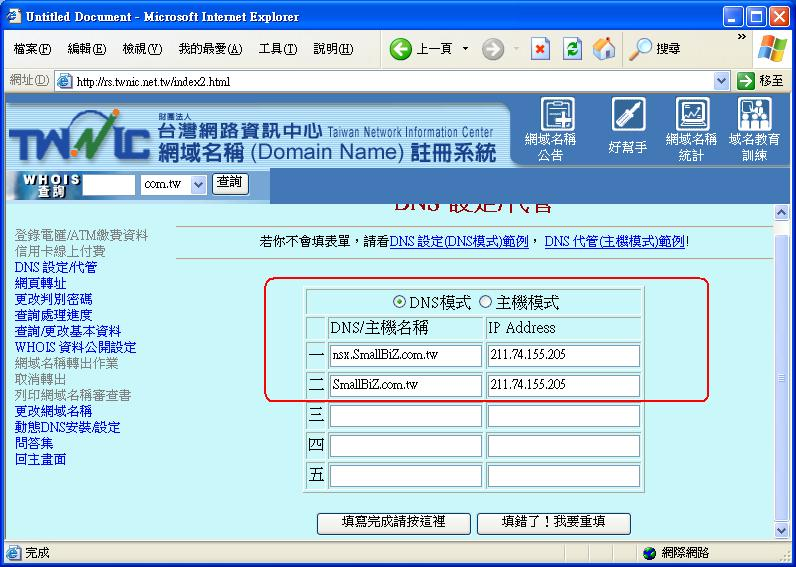 Untitled Document - Microsoft Internet Explorer
檔案(F) 編輯(E) 檢視(V) 我的最愛(A) 工具(T) 說明(H) 上一頁 搜尋 »
網址(D) http://rs.twnic.net.tw/index2.html 移至
TWNIC 財團法人 台灣網路資訊中心 Taiwan Network Information Center
網域名稱 (Domain Name) 註冊系統
網域名稱公告 好幫手 網域名稱統計 域名教育訓練
WHOIS 查詢 com.tw 查詢
DNS 設定/代管
若你不會填表單，請看DNS 設定(DNS模式)範例， DNS 代管(主機模式)範例!
登錄電匯/ATM繳費資料
信用卡線上付費
DNS 設定/代管
網頁轉址
更改判別密碼
查詢處理進度
查詢/更改基本資料
WHOIS 資料公開設定
網域名稱轉出作業
取消轉出
列印網域名稱審查書
更改網域名稱
動態DNS安裝/設定
問答集
回主畫面
DNS模式 主機模式
DNS/主機名稱 IP Address
一 nsx.SmallBiZ.com.tw 211.74.155.205
二 SmallBiZ.com.tw 211.74.155.205
三
四
五
填寫完成請按這裡 填錯了！我要重填
完成 網際網路